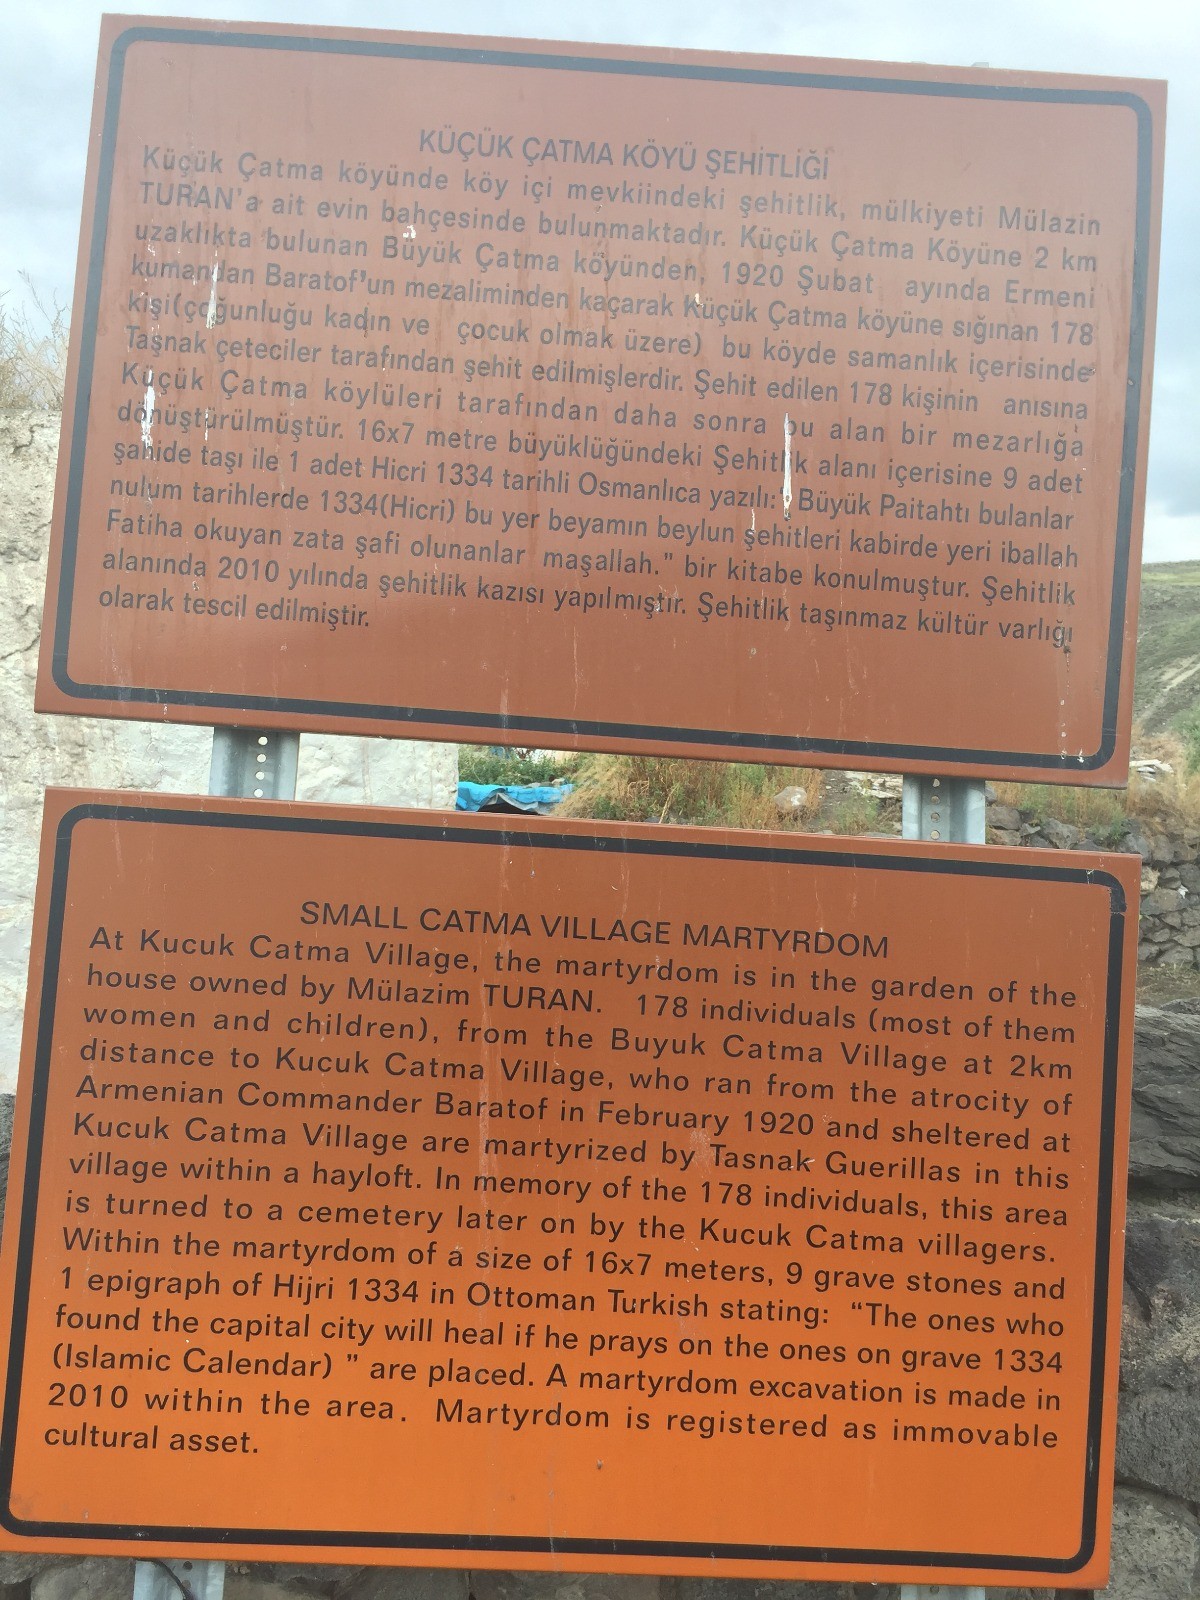 KÜÇÜK ÇATMA KÖYÜ ŞEHİTLİĞİ
Küçük Çatma köyünde köy içi mevkiindeki şehitlik, mülkiyeti Mülazin
TURAN'a ait evin bahçesinde bulunmaktadır. Küçük Çatma Köyüne 2 km
uzaklıkta bulunan Büyük Çatma köyünden, 1920 Şubat ayında Ermeni
kumandan Baratof'un mezaliminden kaçarak Küçük Çatma köyüne sığınan 178
kişi(çoğunluğu kadın ve çocuk olmak üzere) bu köyde samanlık içerisinde
Taşnak çeteciler tarafından şehit edilmişlerdir. Şehit edilen 178 kişinin anısına
Küçük Çatma köylüleri tarafından daha sonra bu alan bir mezarlığa
dönüştürülmüştür. 16x7 metre büyüklüğündeki Şehitlik alanı içerisine 9 adet
şahide taşı ile 1 adet Hicri 1334 tarihli Osmanlıca yazılı:" Büyük Paitahtı bulanlar
nulum tarihlerde 1334(Hicri) bu yer beyamın beylun şehitleri kabirde yeri iballah
Fatiha okuyan zata şafi olunanlar maşallah." bir kitabe konulmuştur. Şehitlik
alanında 2010 yılında şehitlik kazısı yapılmıştır. Şehitlik taşınmaz kültür varlığı
olarak tescil edilmiştir.
SMALL CATMA VILLAGE MARTYRDOM
At Kucuk Catma Village, the martyrdom is in the garden of the
house owned by Mülazim TURAN. 178 individuals (most of them
women and children), from the Buyuk Catma Village at 2km
distance to Kucuk Catma Village, who ran from the atrocity of
Armenian Commander Baratof in February 1920 and sheltered at
Kucuk Catma Village are martyrized by Tasnak Guerillas in this
village within a hayloft. In memory of the 178 individuals, this area
is turned to a cemetery later on by the Kucuk Catma villagers.
Within the martyrdom of a size of 16x7 meters, 9 grave stones and
1 epigraph of Hijri 1334 in Ottoman Turkish stating: "The ones who
found the capital city will heal if he prays on the ones on grave 1334
(Islamic Calendar) " are placed. A martyrdom excavation is made in
2010 within the area. Martyrdom is registered as immovable
cultural asset.